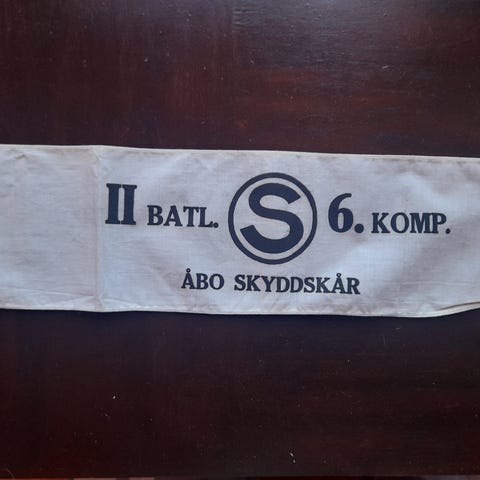 II BATL. S 6. KOMP.
ÅBO SKYDDSKÅR